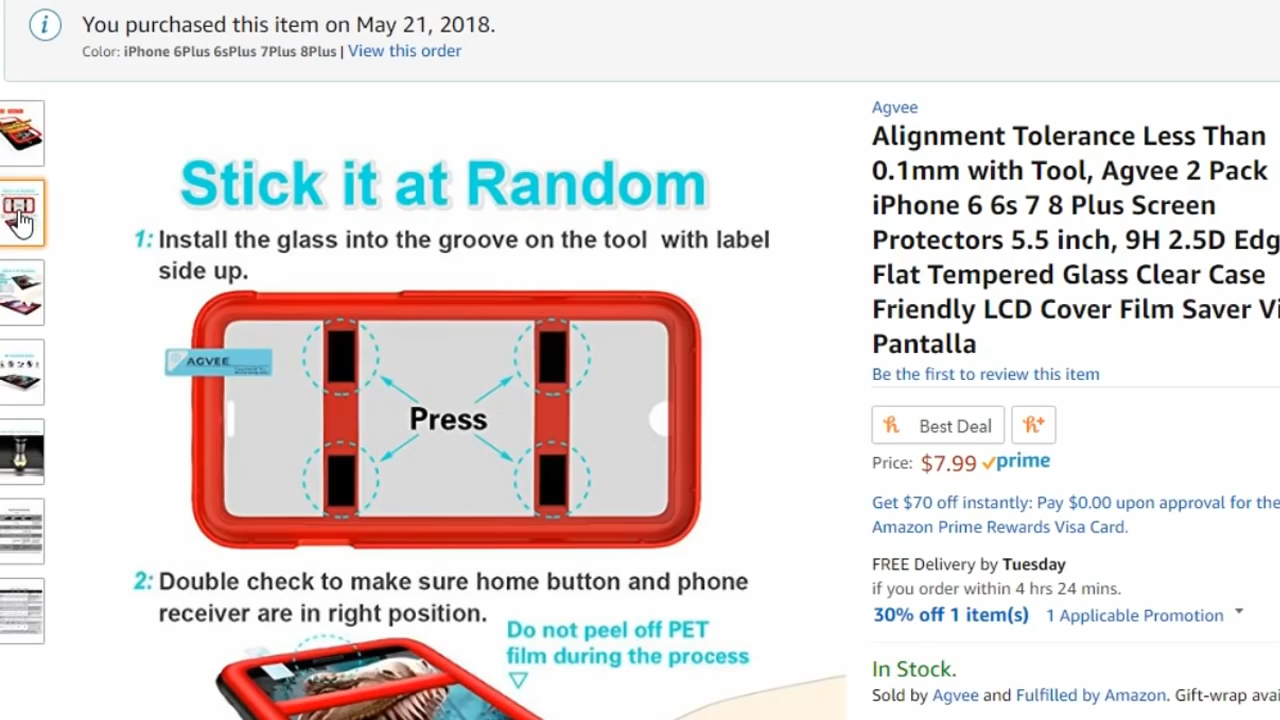 You purchased this item on May 21, 2018.
Color: iPhone 6Plus 6sPlus 7Plus 8Plus | View this order
Stick it at Random
1: Install the glass into the groove on the tool with label
side up.
AGVEE
Press
2: Double check to make sure home button and phone
receiver are in right position.
Do not peel off PET
film during the process
Agvee
Alignment Tolerance Less Than
0.1mm with Tool, Agvee 2 Pack
iPhone 6 6s 7 8 Plus Screen
Protectors 5.5 inch, 9H 2.5D Edg
Flat Tempered Glass Clear Case
Friendly LCD Cover Film Saver Vi
Pantalla
Be the first to review this item
Best Deal
Price: $7.99 prime
Get $70 off instantly: Pay $0.00 upon approval for the
Amazon Prime Rewards Visa Card.
FREE Delivery by Tuesday
if you order within 4 hrs 24 mins.
30% off 1 item(s) 1 Applicable Promotion
In Stock.
Sold by Agvee and Fulfilled by Amazon. Gift-wrap avai